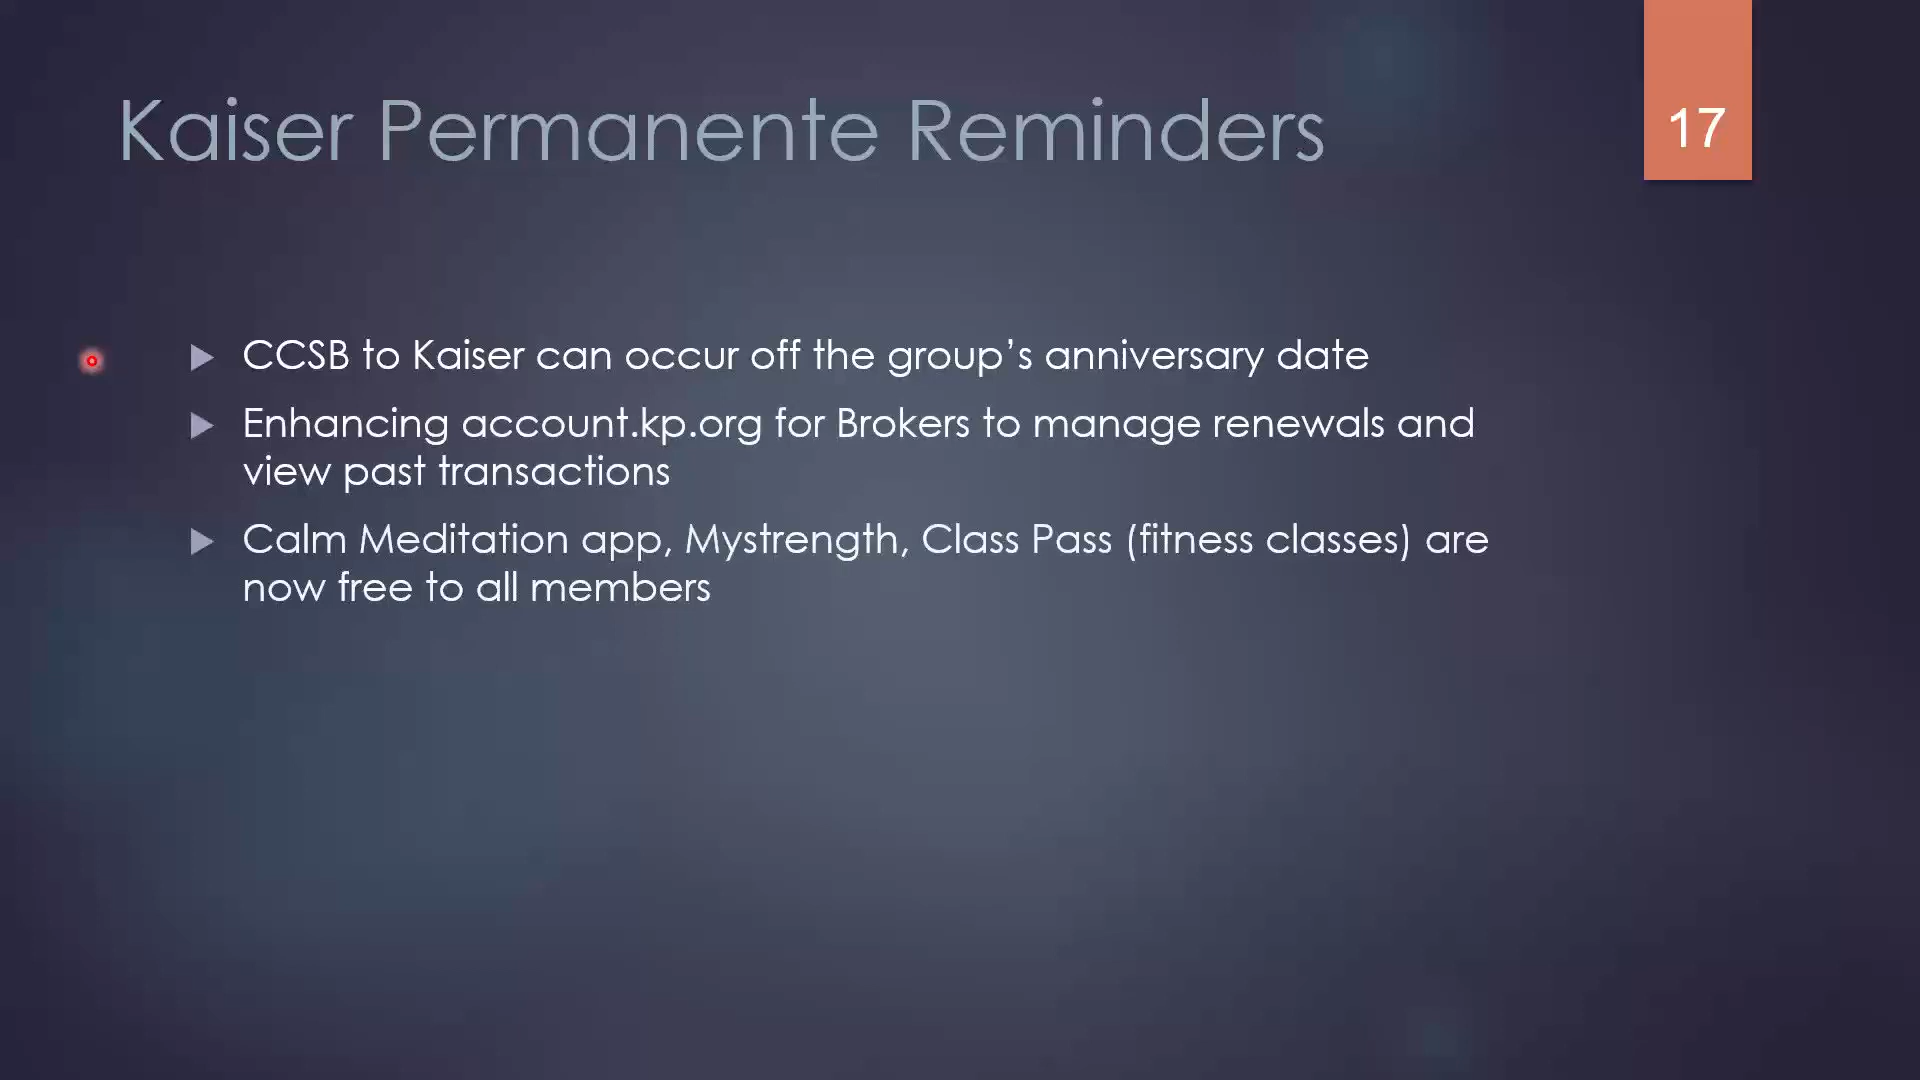 Kaiser Permanente Reminders
17
CCSB to Kaiser can occur off the group’s anniversary date
Enhancing account.kp.org for Brokers to manage renewals and
view past transactions
Calm Meditation app, Mystrength, Class Pass (fitness classes) are
now free to all members